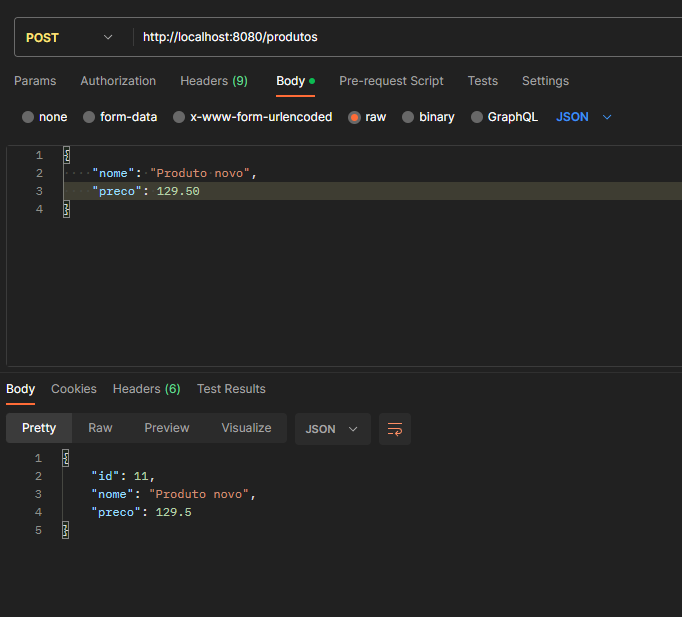 POST http://localhost:8080/produtos
Params Authorization Headers (9) Body Pre-request Script Tests Settings
none form-data x-www-form-urlencoded raw binary GraphQL JSON
1 {
2 "nome": "Produto novo",
3 "preco": 129.50
4 }
Body Cookies Headers (6) Test Results
Pretty Raw Preview Visualize JSON
1 {
2 "id": 11,
3 "nome": "Produto novo",
4 "preco": 129.5
5 }